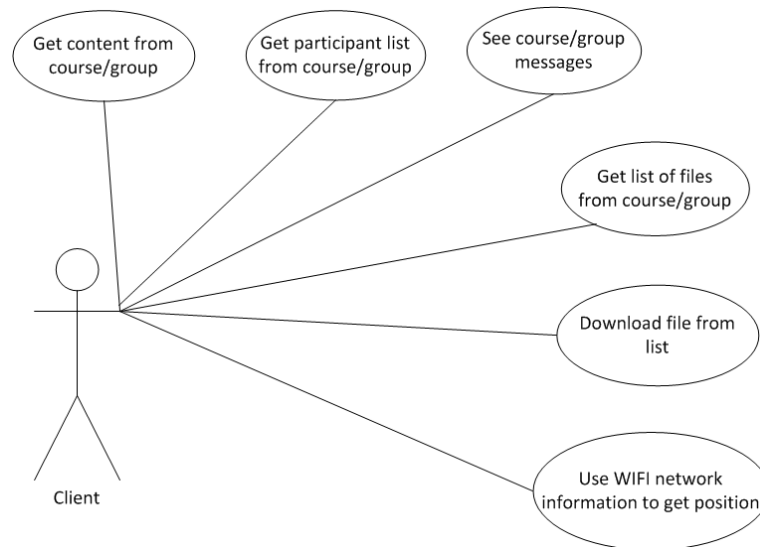 Get content from
course/group
Get participant list
from course/group
See course/group
messages
Get list of files
from course/group
Download file from
list
Use WIFI network
information to get position
Client